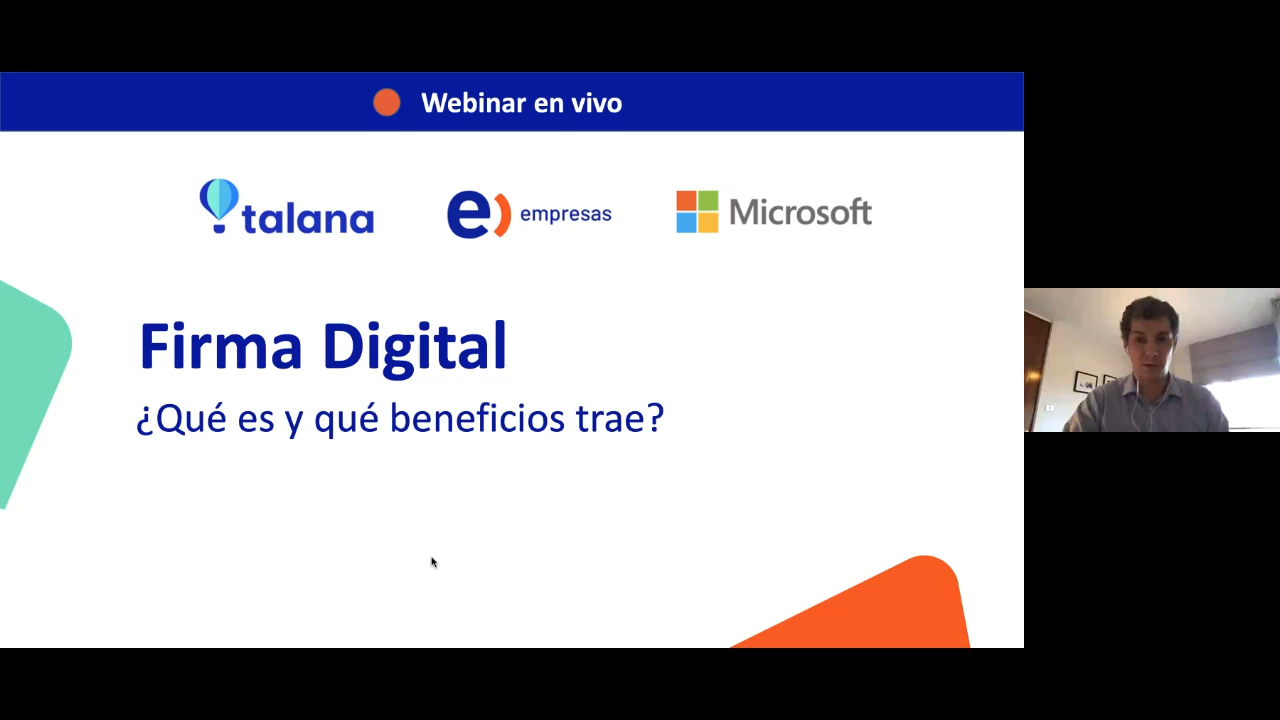 Webinar en vivo
talana
e) empresas
Microsoft
Firma Digital
¿Qué es y qué beneficios trae?